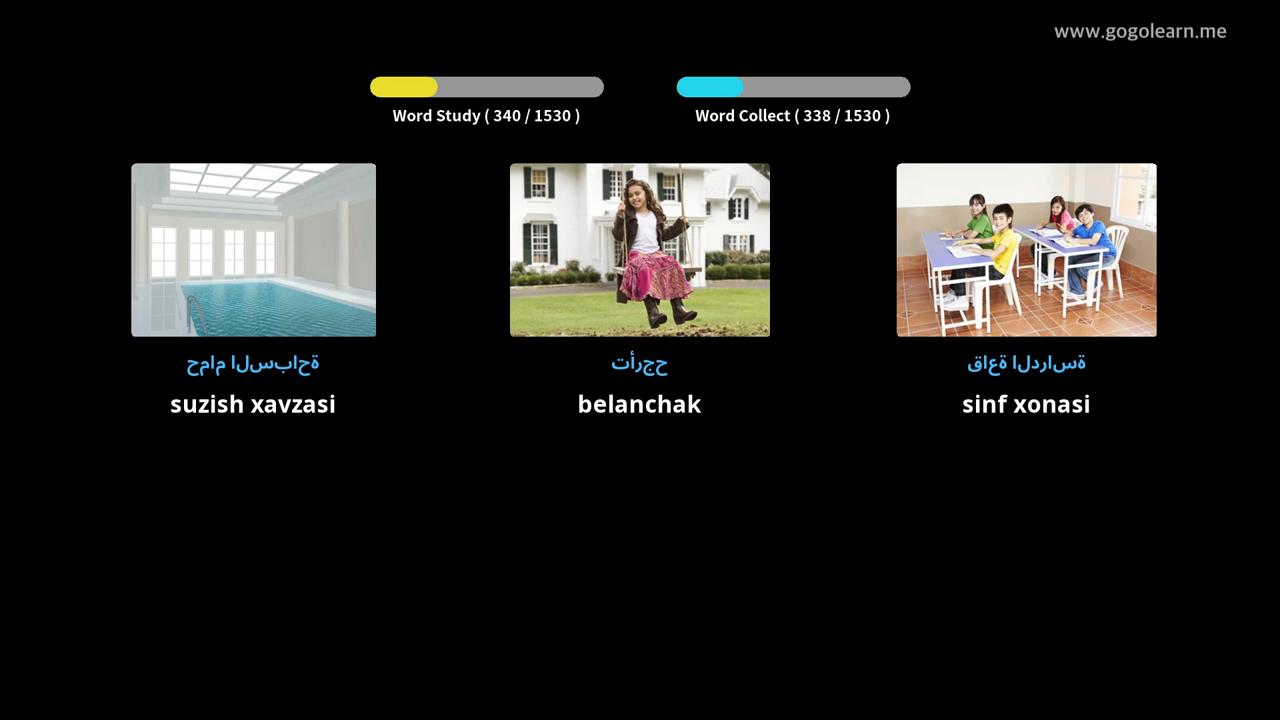 www.gogolearn.me
Word Study ( 340 / 1530 )
Word Collect ( 338 / 1530 )
حمام السباحة
تأرجح
قاعة الدراسة
suzish xavzasi
belanchak
sinf xonasi